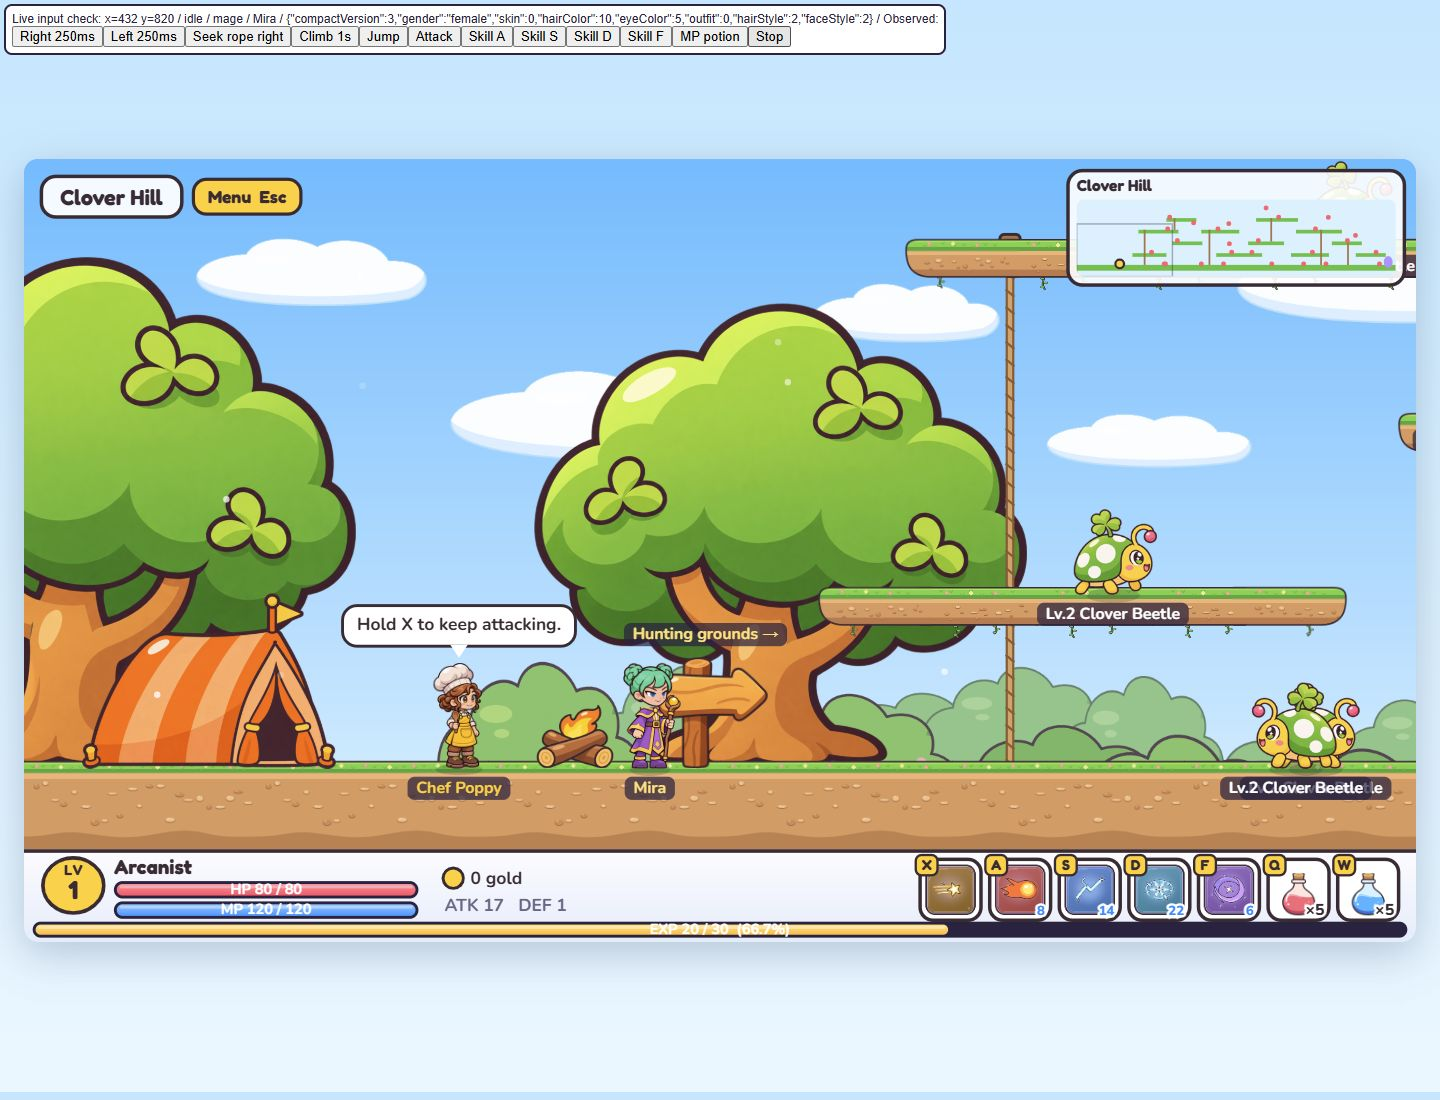 Live input check: x=432 y=820 / idle / mage / Mira / {"compactVersion":3,"gender":"female","skin":0,"hairColor":10,"eyeColor":5,"outfit":0,"hairStyle":2,"faceStyle":2} / Observed:
Right 250ms Left 250ms Seek rope right Climb 1s Jump Attack Skill A Skill S Skill D Skill F MP potion Stop
Clover Hill
Menu Esc
Clover Hill
Lv.2 Clover Beetle
Hold X to keep attacking.
Hunting grounds →
Chef Poppy
Mira
Lv.2 Clover Beetle
LV
1
Arcanist
HP 80 / 80
MP 120 / 120
0 gold
ATK 17 DEF 1
X
A 8
S 14
D 22
F 6
Q ×5
W ×5
EXP 20 / 30 (66.7%)